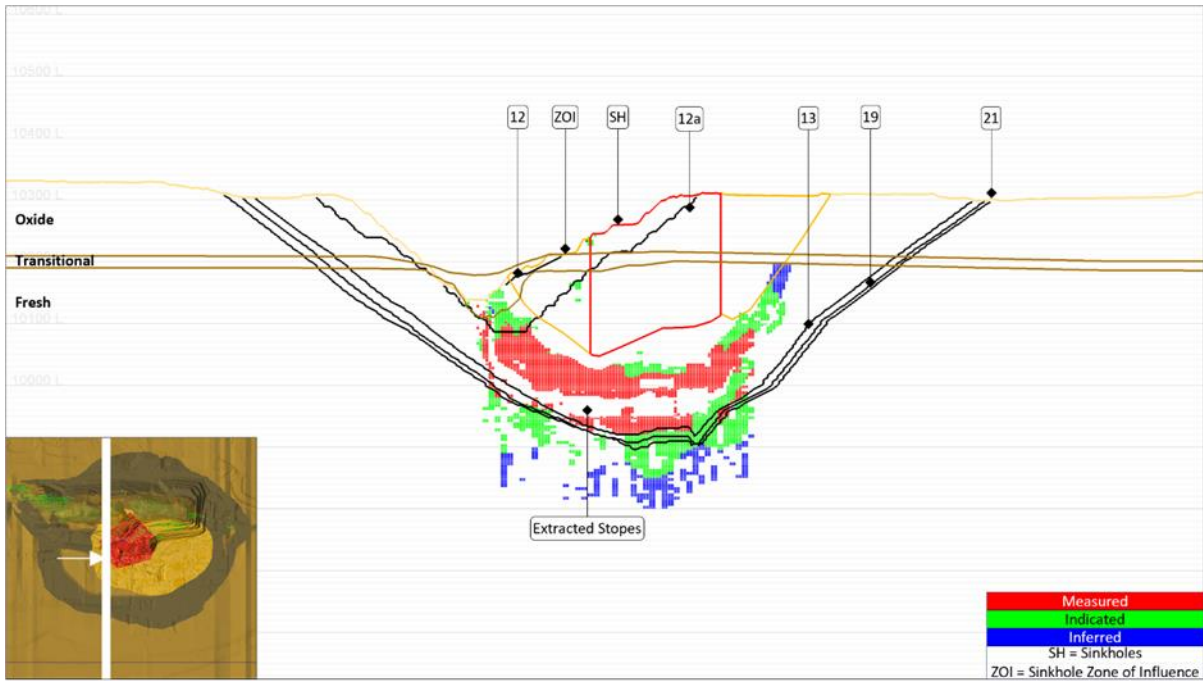 10600 L
10500 L
10400 L
12 ZOI SH 12a 13 19 21
10300 L
Oxide
Transitional
Fresh
10100 L
10000 L
Extracted Stopes
Measured
Indicated
Inferred
SH = Sinkholes
ZOI = Sinkhole Zone of Influence